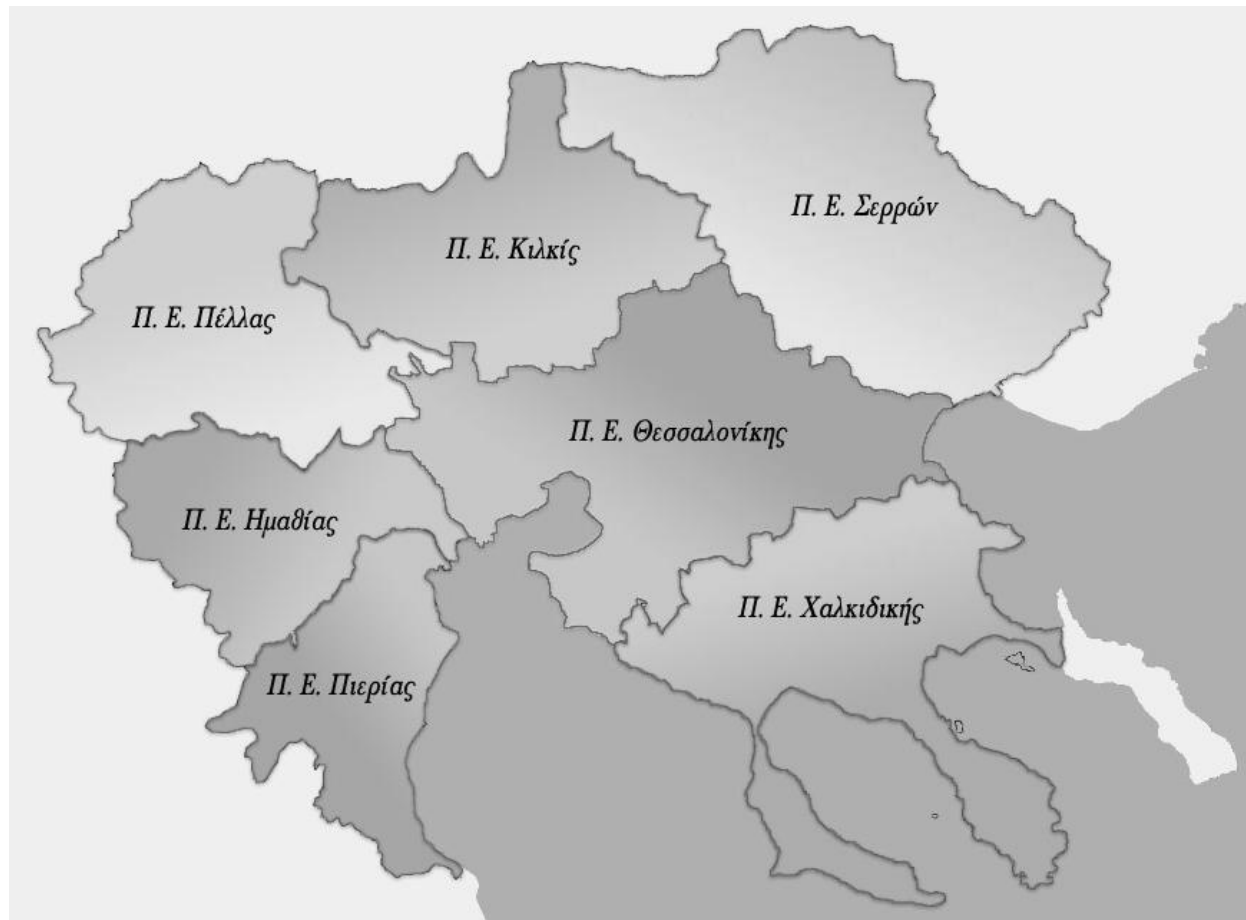 Π. Ε. Σερρών
Π. Ε. Κιλκίς
Π. Ε. Πέλλας
Π. Ε. Θεσσαλονίκης
Π. Ε. Ημαθίας
Π. Ε. Χαλκιδικής
Π. Ε. Πιερίας